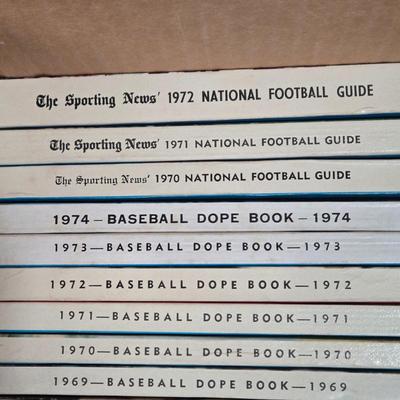 The Sporting News' 1972 NATIONAL FOOTBALL GUIDE
The Sporting News' 1971 NATIONAL FOOTBALL GUIDE
The Sporting News' 1970 NATIONAL FOOTBALL GUIDE
1974 – BASEBALL DOPE BOOK – 1974
1973—BASEBALL DOPE BOOK—1973
1972—BASEBALL DOPE BOOK—1972
1971—BASEBALL DOPE BOOK—1971
1970—BASEBALL DOPE BOOK—1970
1969—BASEBALL DOPE BOOK—1969